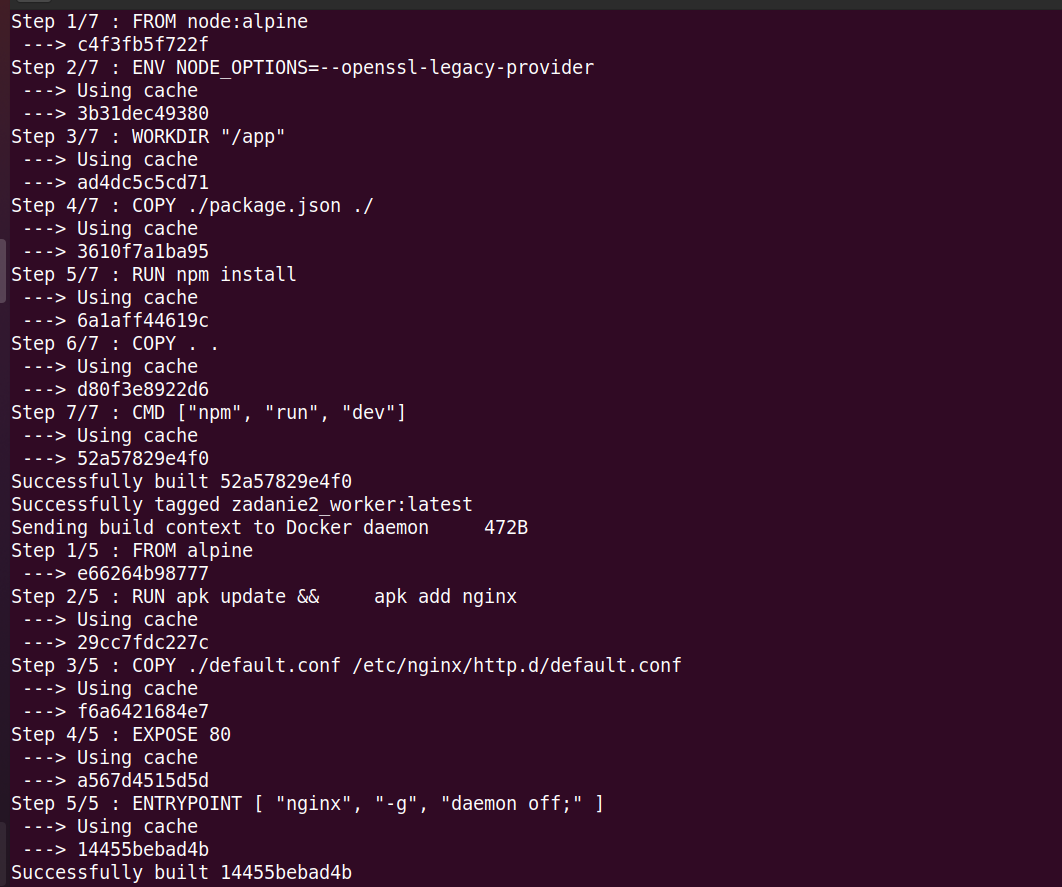 Step 1/7 : FROM node:alpine
 ---> c4f3fb5f722f
Step 2/7 : ENV NODE_OPTIONS=--openssl-legacy-provider
 ---> Using cache
 ---> 3b31dec49380
Step 3/7 : WORKDIR "/app"
 ---> Using cache
 ---> ad4dc5c5cd71
Step 4/7 : COPY ./package.json ./
 ---> Using cache
 ---> 3610f7a1ba95
Step 5/7 : RUN npm install
 ---> Using cache
 ---> 6a1aff44619c
Step 6/7 : COPY . .
 ---> Using cache
 ---> d80f3e8922d6
Step 7/7 : CMD ["npm", "run", "dev"]
 ---> Using cache
 ---> 52a57829e4f0
Successfully built 52a57829e4f0
Successfully tagged zadanie2_worker:latest
Sending build context to Docker daemon     472B
Step 1/5 : FROM alpine
 ---> e66264b98777
Step 2/5 : RUN apk update &&     apk add nginx
 ---> Using cache
 ---> 29cc7fdc227c
Step 3/5 : COPY ./default.conf /etc/nginx/http.d/default.conf
 ---> Using cache
 ---> f6a6421684e7
Step 4/5 : EXPOSE 80
 ---> Using cache
 ---> a567d4515d5d
Step 5/5 : ENTRYPOINT [ "nginx", "-g", "daemon off;" ]
 ---> Using cache
 ---> 14455bebad4b
Successfully built 14455bebad4b